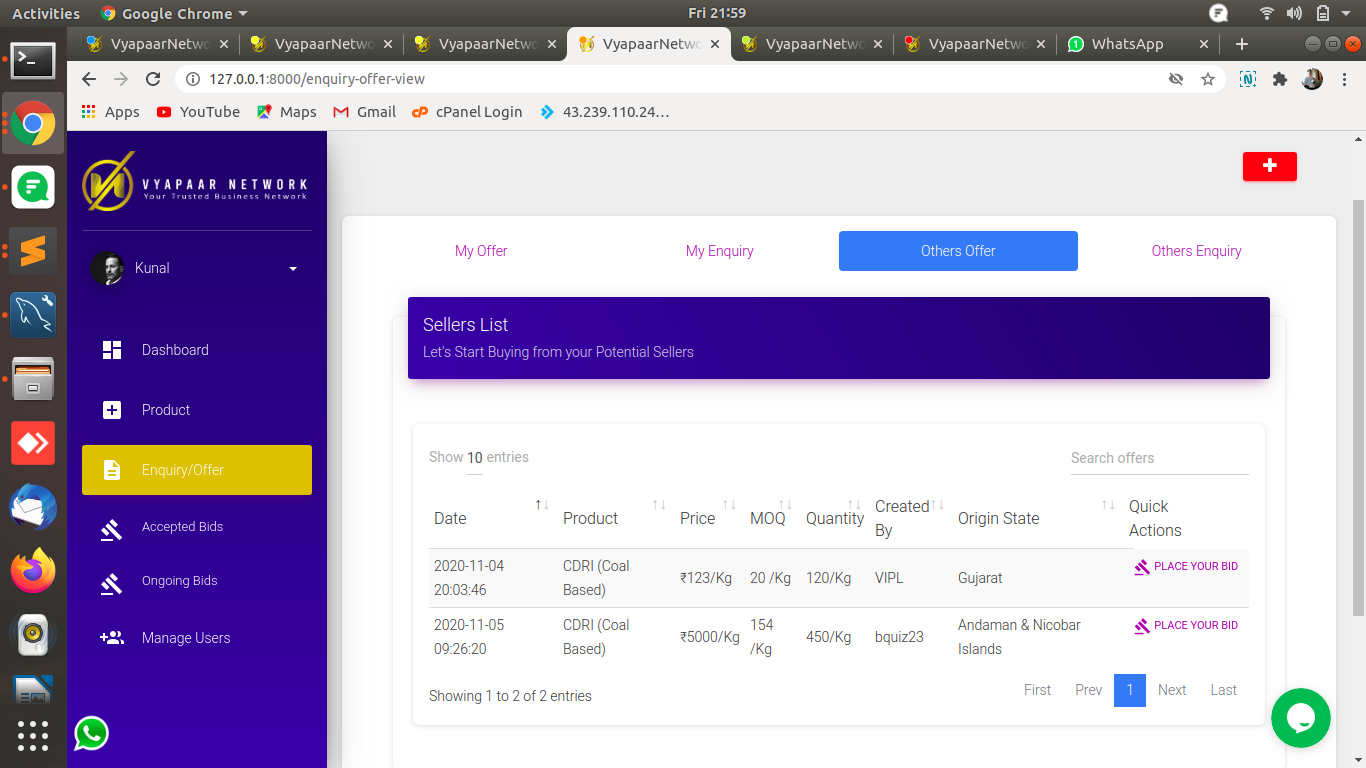 Activities
Google Chrome
Fri 21:59
VyapaarNetwo
VyapaarNetwo
VyapaarNetwo
VyapaarNetwo
VyapaarNetwo
VyapaarNetwo
1
WhatsApp
127.0.0.1:8000/enquiry-offer-view
Apps
YouTube
Maps
Gmail
cPanel Login
43.239.110.24…
VYAPAAR NETWORK
Your Trusted Business Network
Kunal
Dashboard
Product
Enquiry/Offer
Accepted Bids
Ongoing Bids
Manage Users
My Offer
My Enquiry
Others Offer
Others Enquiry
Sellers List
Let's Start Buying from your Potential Sellers
Show 10 entries
Search offers
Date Product Price MOQ Quantity Created By Origin State Quick Actions
2020-11-04 20:03:46 CDRI (Coal Based) ₹123/Kg 20 /Kg 120/Kg VIPL Gujarat PLACE YOUR BID
2020-11-05 09:26:20 CDRI (Coal Based) ₹5000/Kg 154 /Kg 450/Kg bquiz23 Andaman & Nicobar Islands PLACE YOUR BID
Showing 1 to 2 of 2 entries
First Prev 1 Next Last